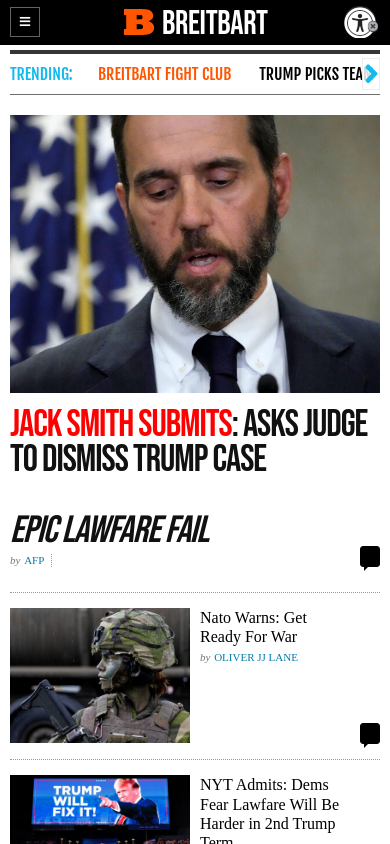 BREITBART
TRENDING:
BREITBART FIGHT CLUB
TRUMP PICKS TEA
JACK SMITH SUBMITS: ASKS JUDGE
TO DISMISS TRUMP CASE
EPIC LAWFARE FAIL
by AFP
Nato Warns: Get
Ready For War
by OLIVER JJ LANE
TRUMP
WILL
FIX IT!
NYT Admits: Dems
Fear Lawfare Will Be
Harder in 2nd Trump
Term